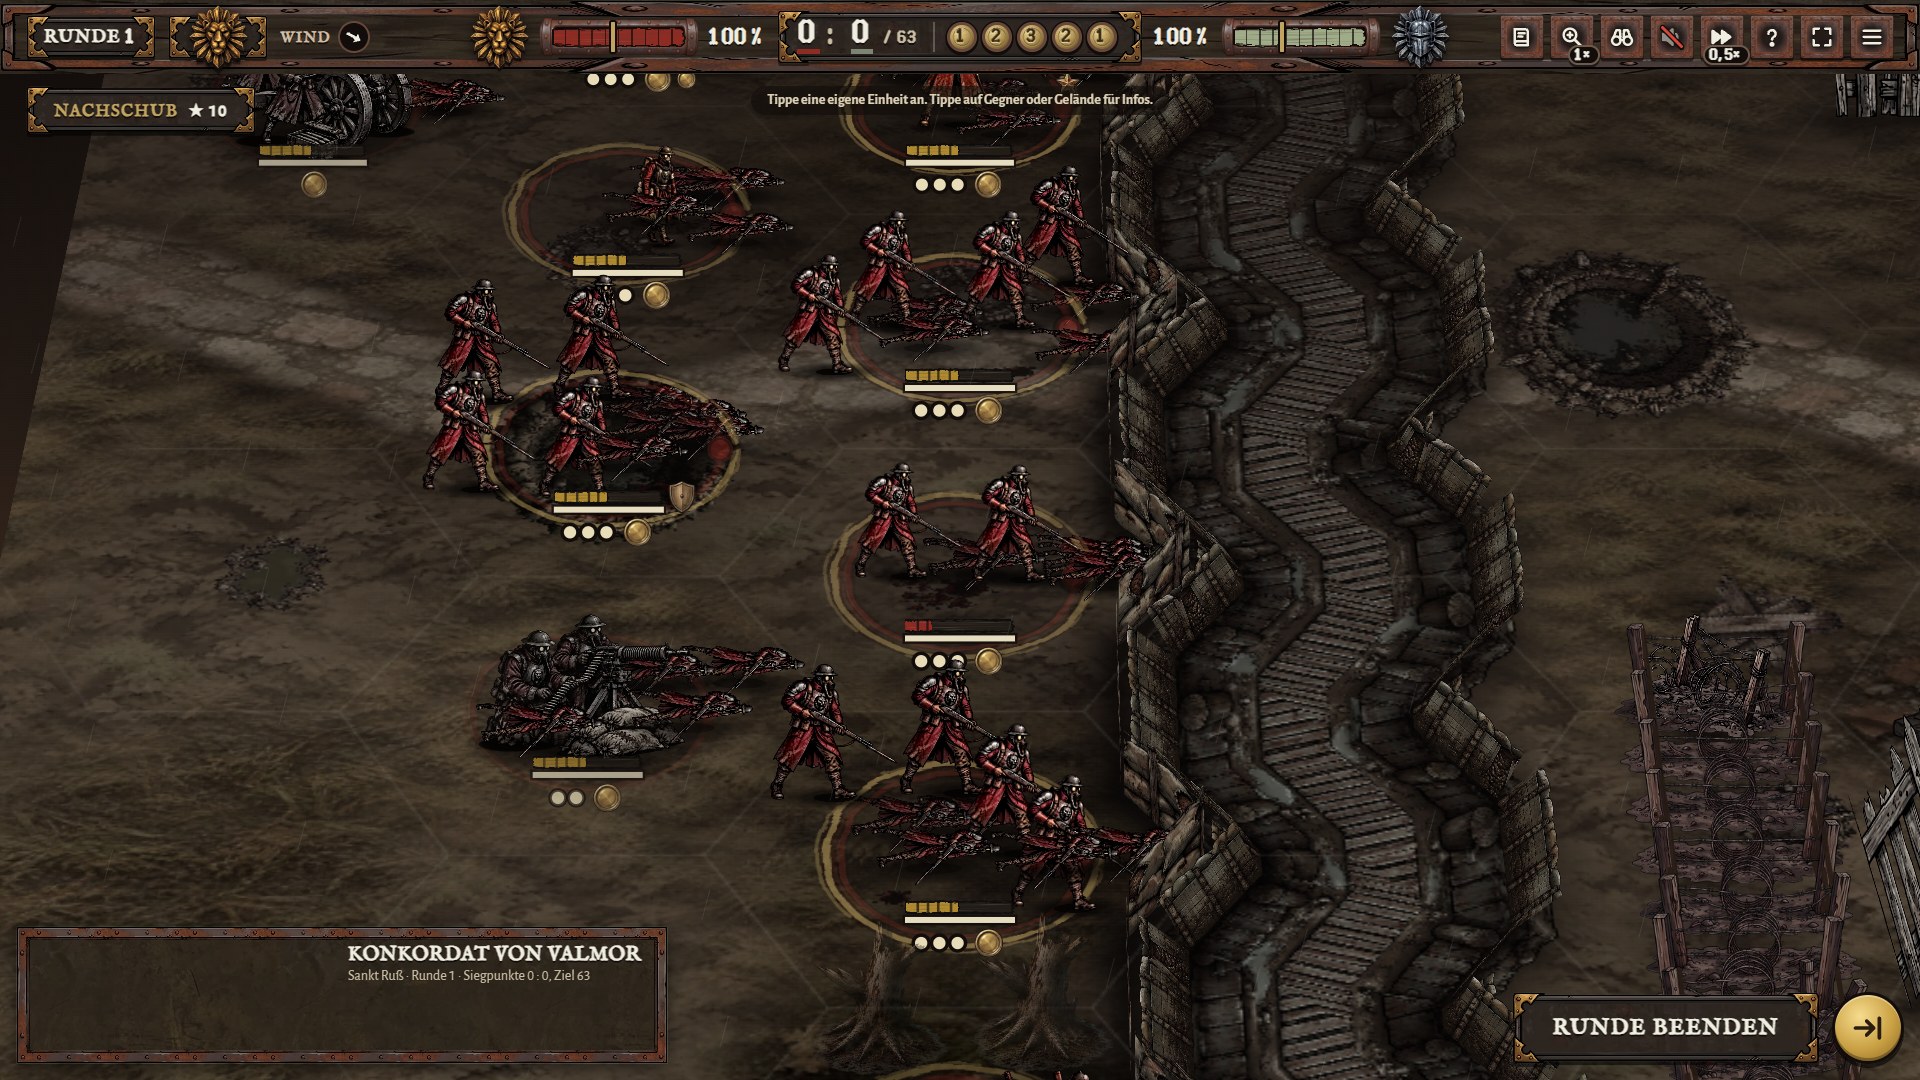 RUNDE 1
WIND
100%
0 : 0 / 63
1 2 3 2 1
100%
1×
0,5×
?
NACHSCHUB ★ 10
Tippe eine eigene Einheit an. Tippe auf Gegner oder Gelände für Infos.
KONKORDAT VON VALMOR
Sankt Ruß · Runde 1 · Siegpunkte 0 : 0, Ziel 63
RUNDE BEENDEN